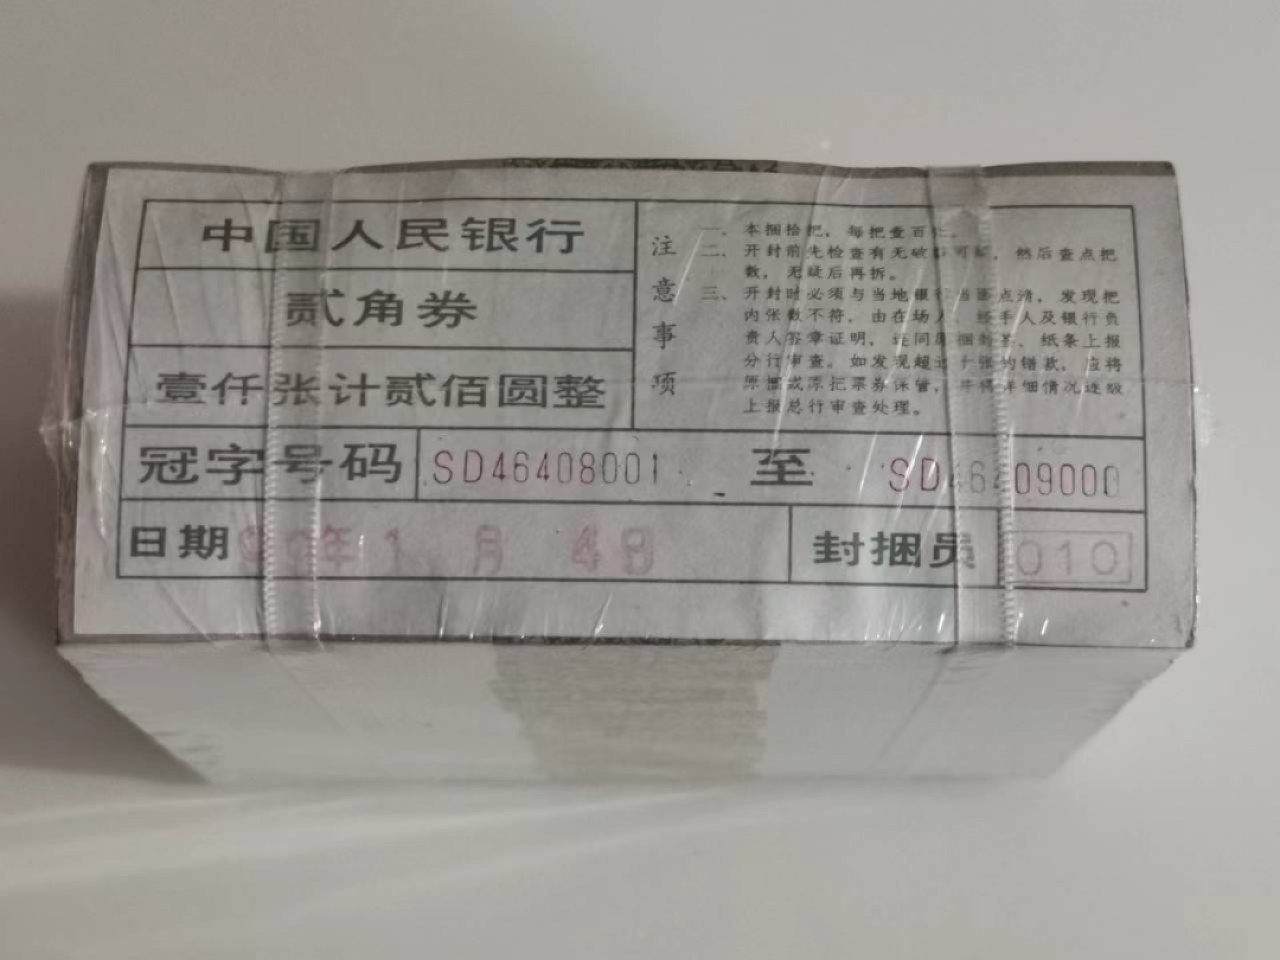 中国人民银行
贰角券
壹仟张计贰佰圆整
注意事项
一、本捆拾把，每把壹百张。
二、开封前先检查有无破 ，然后查点把
数，无疑后再拆。
三、开封时必须与当地银行当面点清，发现把
内张数不符，由在场人、经手人及银行负
责人签章证明，连同原捆封签、纸条上报
分行审查。如发现超过十张的错款，应将
原捆或原把票券保留，并将详细情况逐级
上报总行审查处理。
冠字号码 SD46408001 至 SD46409000
日期 年1月4日 封捆员 010